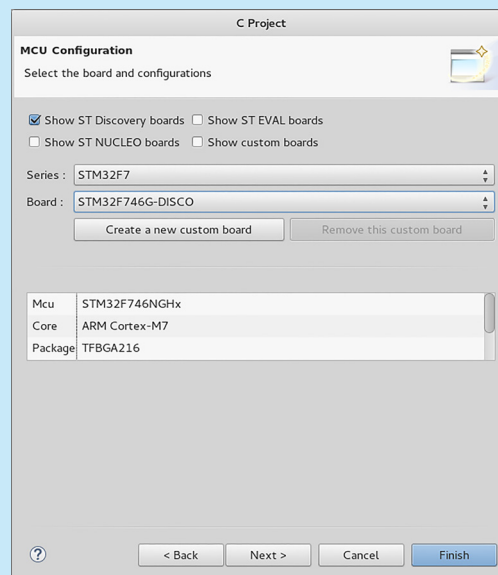 C Project
MCU Configuration
Select the board and configurations
Show ST Discovery boards Show ST EVAL boards
Show ST NUCLEO boards Show custom boards
Series : STM32F7
Board : STM32F746G-DISCO
Create a new custom board Remove this custom board
Mcu STM32F746NGHx
Core ARM Cortex-M7
Package TFBGA216
? < Back Next > Cancel Finish